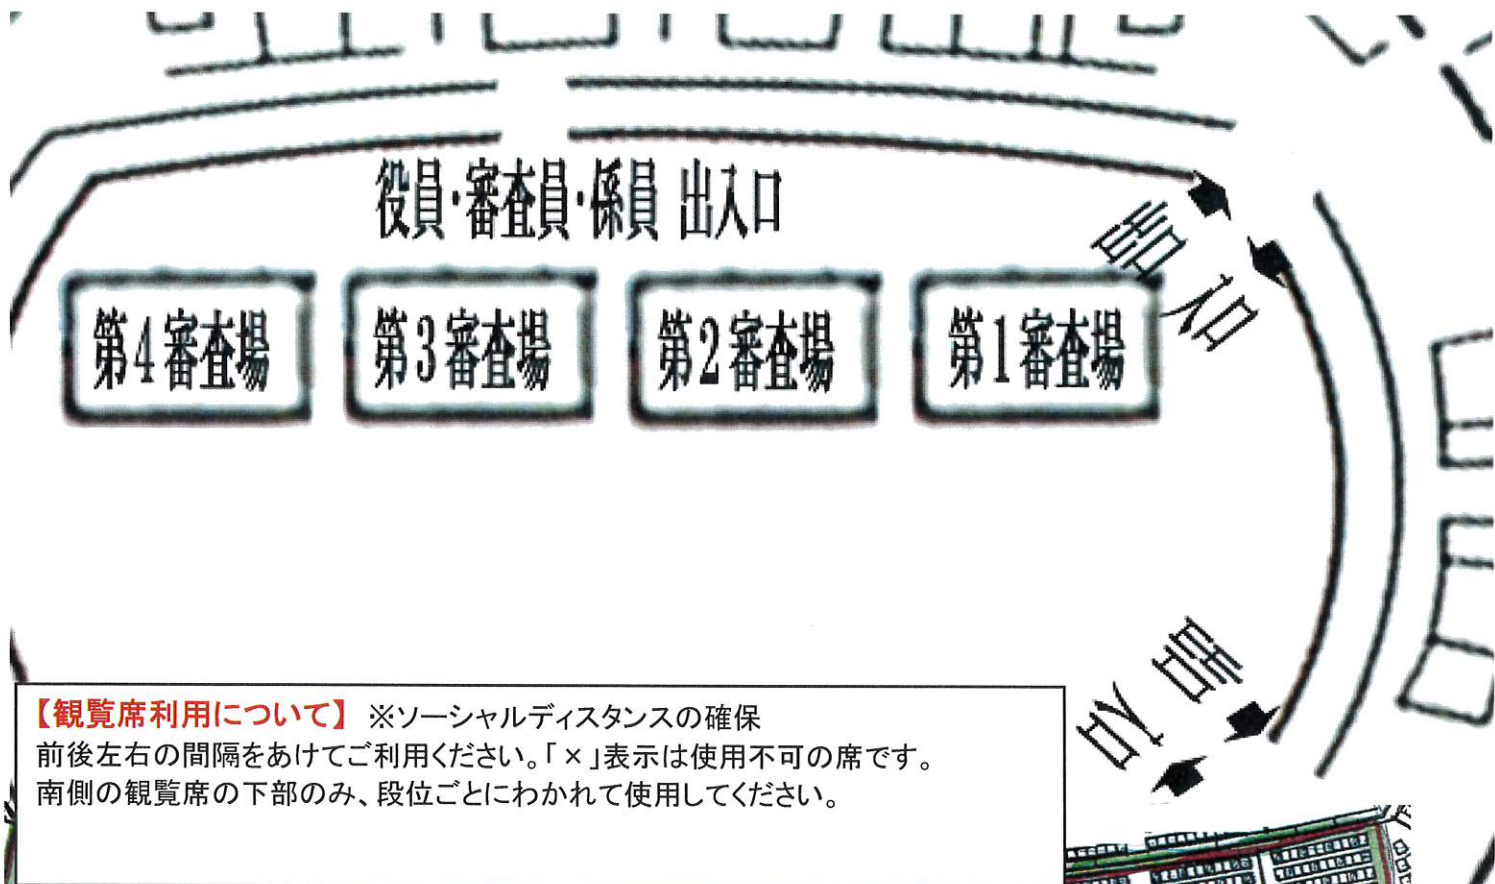 役員・審査員・係員 出入口
第4審査場
第3審査場
第2審査場
第1審査場
【観覧席利用について】 ※ソーシャルディスタンスの確保
前後左右の間隔をあけてご利用ください。「×」表示は使用不可の席です。
南側の観覧席の下部のみ、段位ごとにわかれて使用してください。